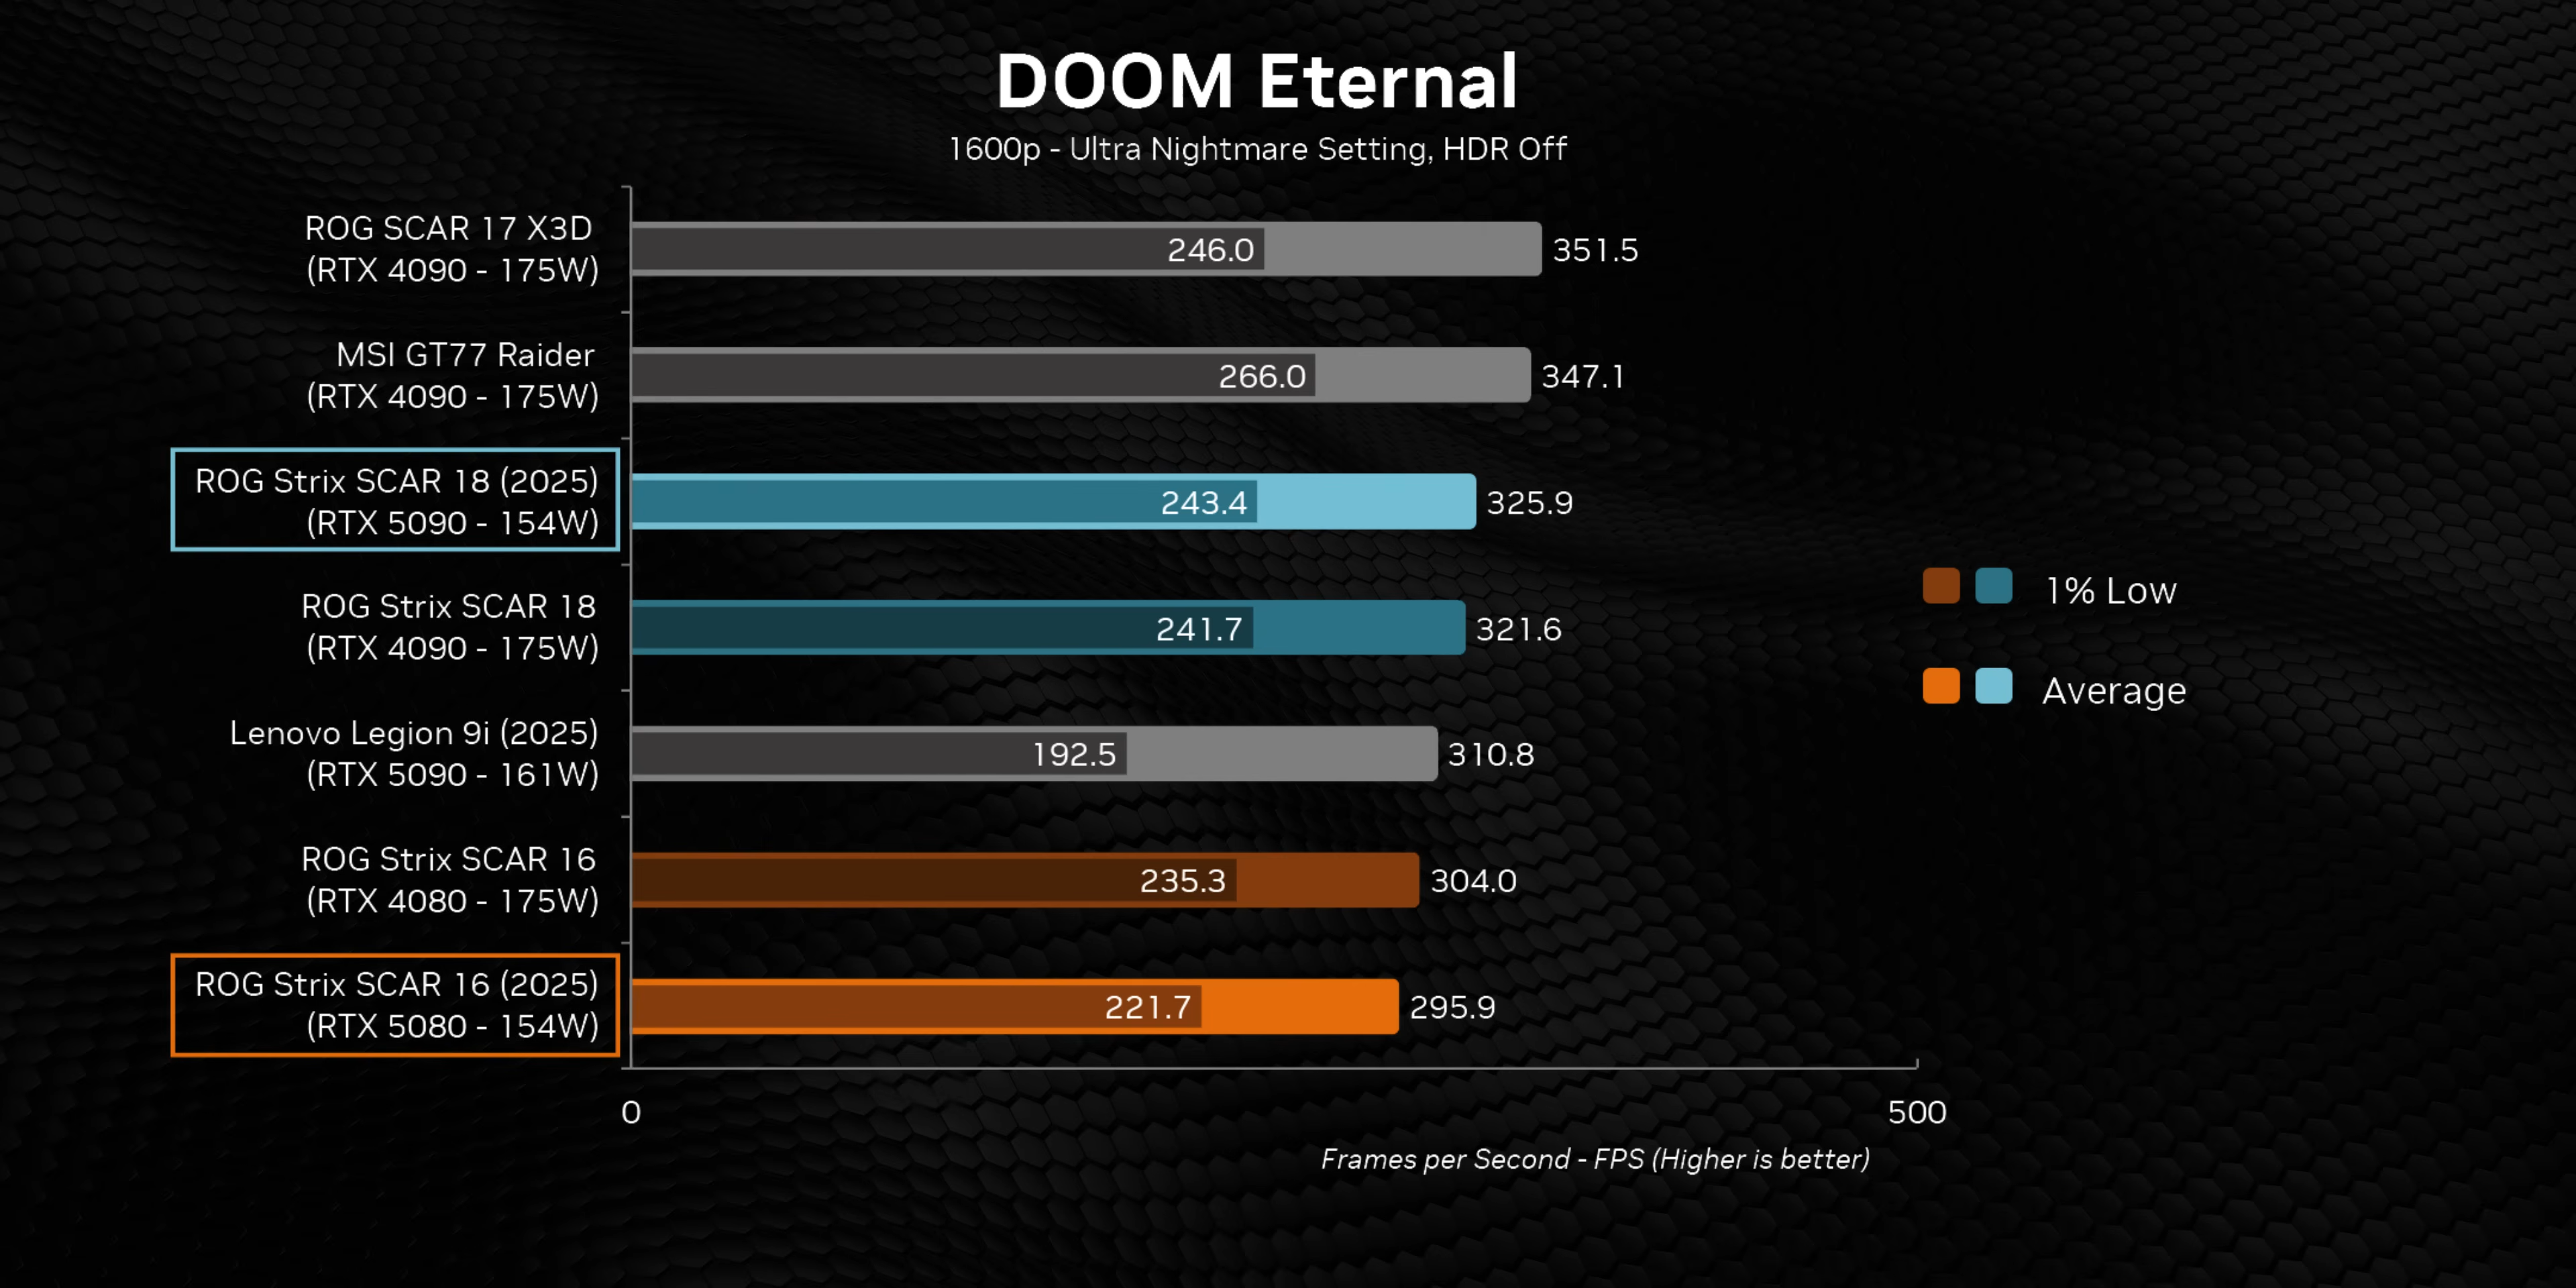 DOOM Eternal
1600p - Ultra Nightmare Setting, HDR Off
ROG SCAR 17 X3D
(RTX 4090 - 175W)
246.0
351.5
MSI GT77 Raider
(RTX 4090 - 175W)
266.0
347.1
ROG Strix SCAR 18 (2025)
(RTX 5090 - 154W)
243.4
325.9
ROG Strix SCAR 18
(RTX 4090 - 175W)
241.7
321.6
Lenovo Legion 9i (2025)
(RTX 5090 - 161W)
192.5
310.8
ROG Strix SCAR 16
(RTX 4080 - 175W)
235.3
304.0
ROG Strix SCAR 16 (2025)
(RTX 5080 - 154W)
221.7
295.9
1% Low
Average
0
500
Frames per Second - FPS (Higher is better)